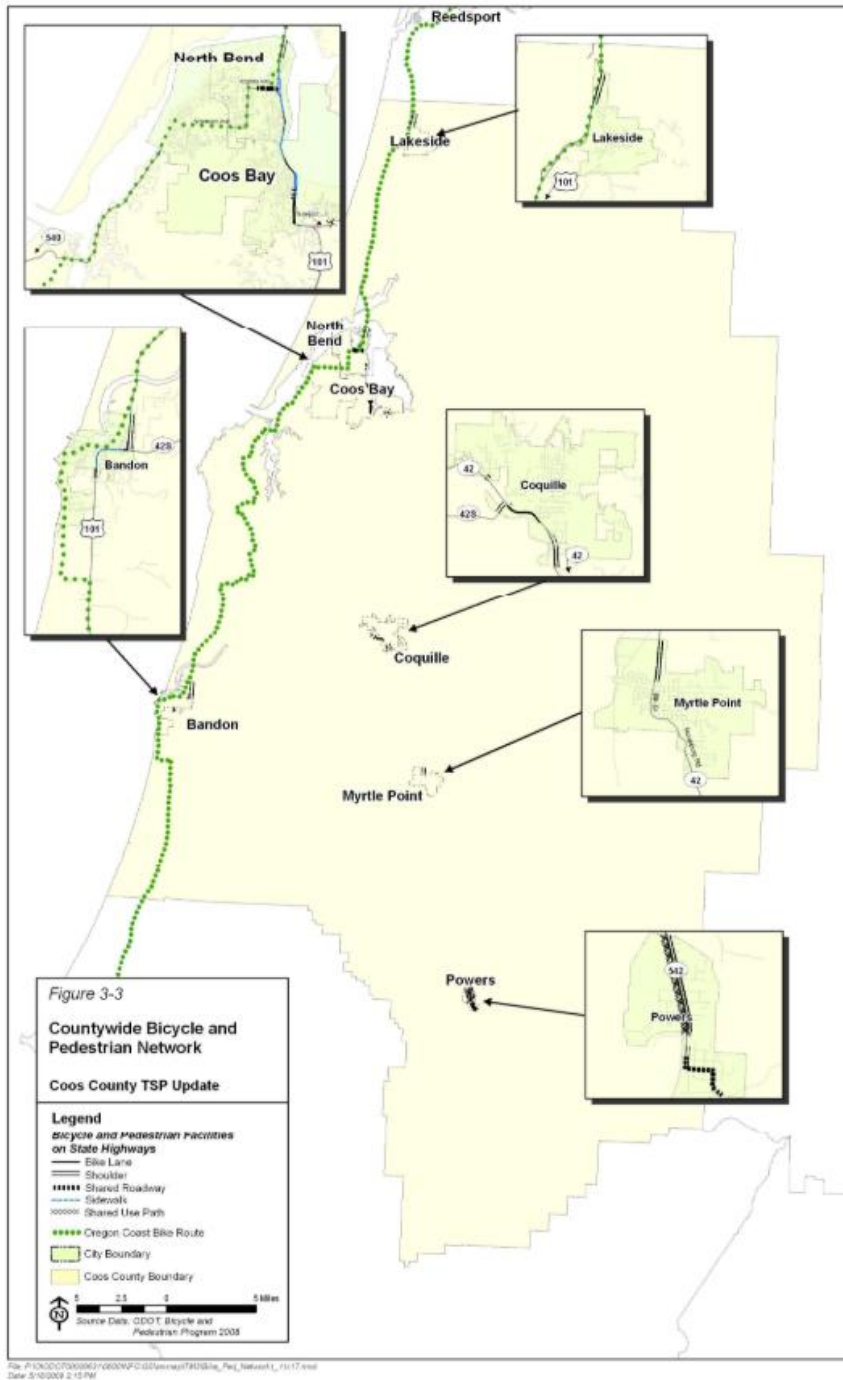 Reedsport
North Bend
Coos Bay
540
101
Lakeside
101
Lakeside
North
Bend
Coos Bay
Bandon
42S
101
42
Coquille
42S
42
Coquille
Bandon
Myrtle Point
42
Myrtle Point
Powers
542
Powers
Figure 3-3
Countywide Bicycle and
Pedestrian Network
Coos County TSP Update
Legend
Bicycle and Pedestrian Facilities
on State Highways
Bike Lane
Shoulder
Shared Roadway
Sidewalk
Shared Use Path
Oregon Coast Bike Route
City Boundary
Coos County Boundary
5 2.5 0 5 Miles
N
Source Data: ODOT, Bicycle and
Pedestrian Program 2008